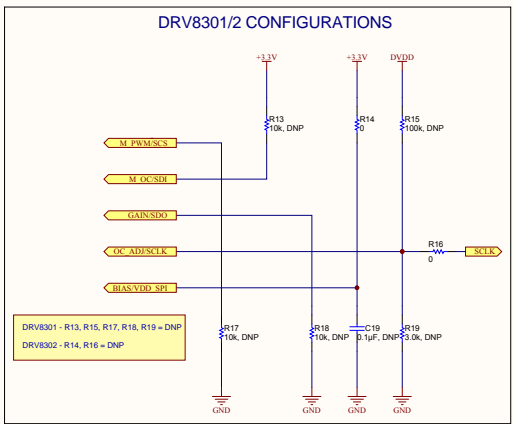 DRV8301/2 CONFIGURATIONS
+3.3V
+3.3V
DVDD
R13
10k, DNP
R14
0
R15
100k, DNP
M_PWM/SCS
M_OC/SDI
GAIN/SDO
OC_ADJ/SCLK
R16
0
SCLK
BIAS/VDD_SPI
DRV8301 - R13, R15, R17, R18, R19 = DNP
DRV8302 - R14, R16 = DNP
R17
10k, DNP
R18
10k, DNP
C19
0.1µF, DVDD
R19
3.0k, DNP
GND
GND
GND
GND